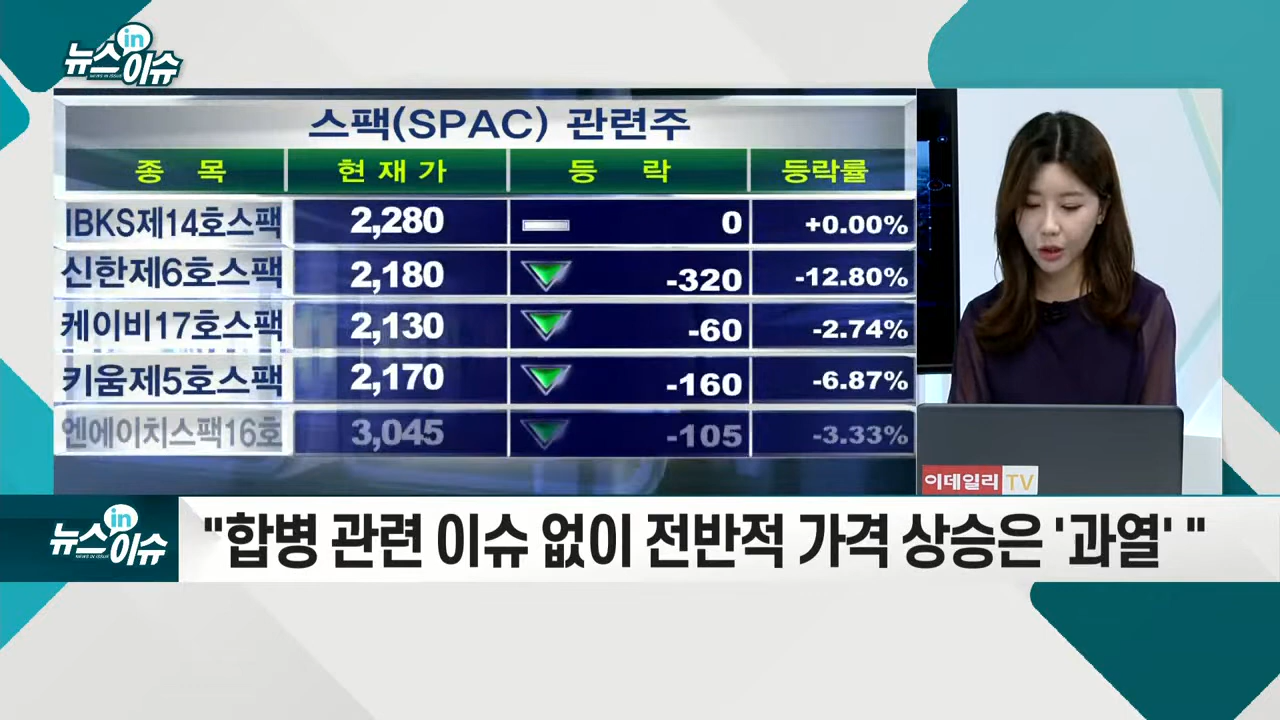 뉴스in이슈
NEWS IN ISSUE
스팩(SPAC) 관련주
종 목 현 재 가 등 락 등락률
IBKS제14호스팩 2,280 0 +0.00%
신한제6호스팩 2,180 ▼ -320 -12.80%
케이비17호스팩 2,130 ▼ -60 -2.74%
키움제5호스팩 2,170 ▼ -160 -6.87%
엔에이치스팩16호 3,045 ▼ -105 -3.33%
이데일리TV
뉴스in이슈
NEWS IN ISSUE
"합병 관련 이슈 없이 전반적 가격 상승은 '과열' "